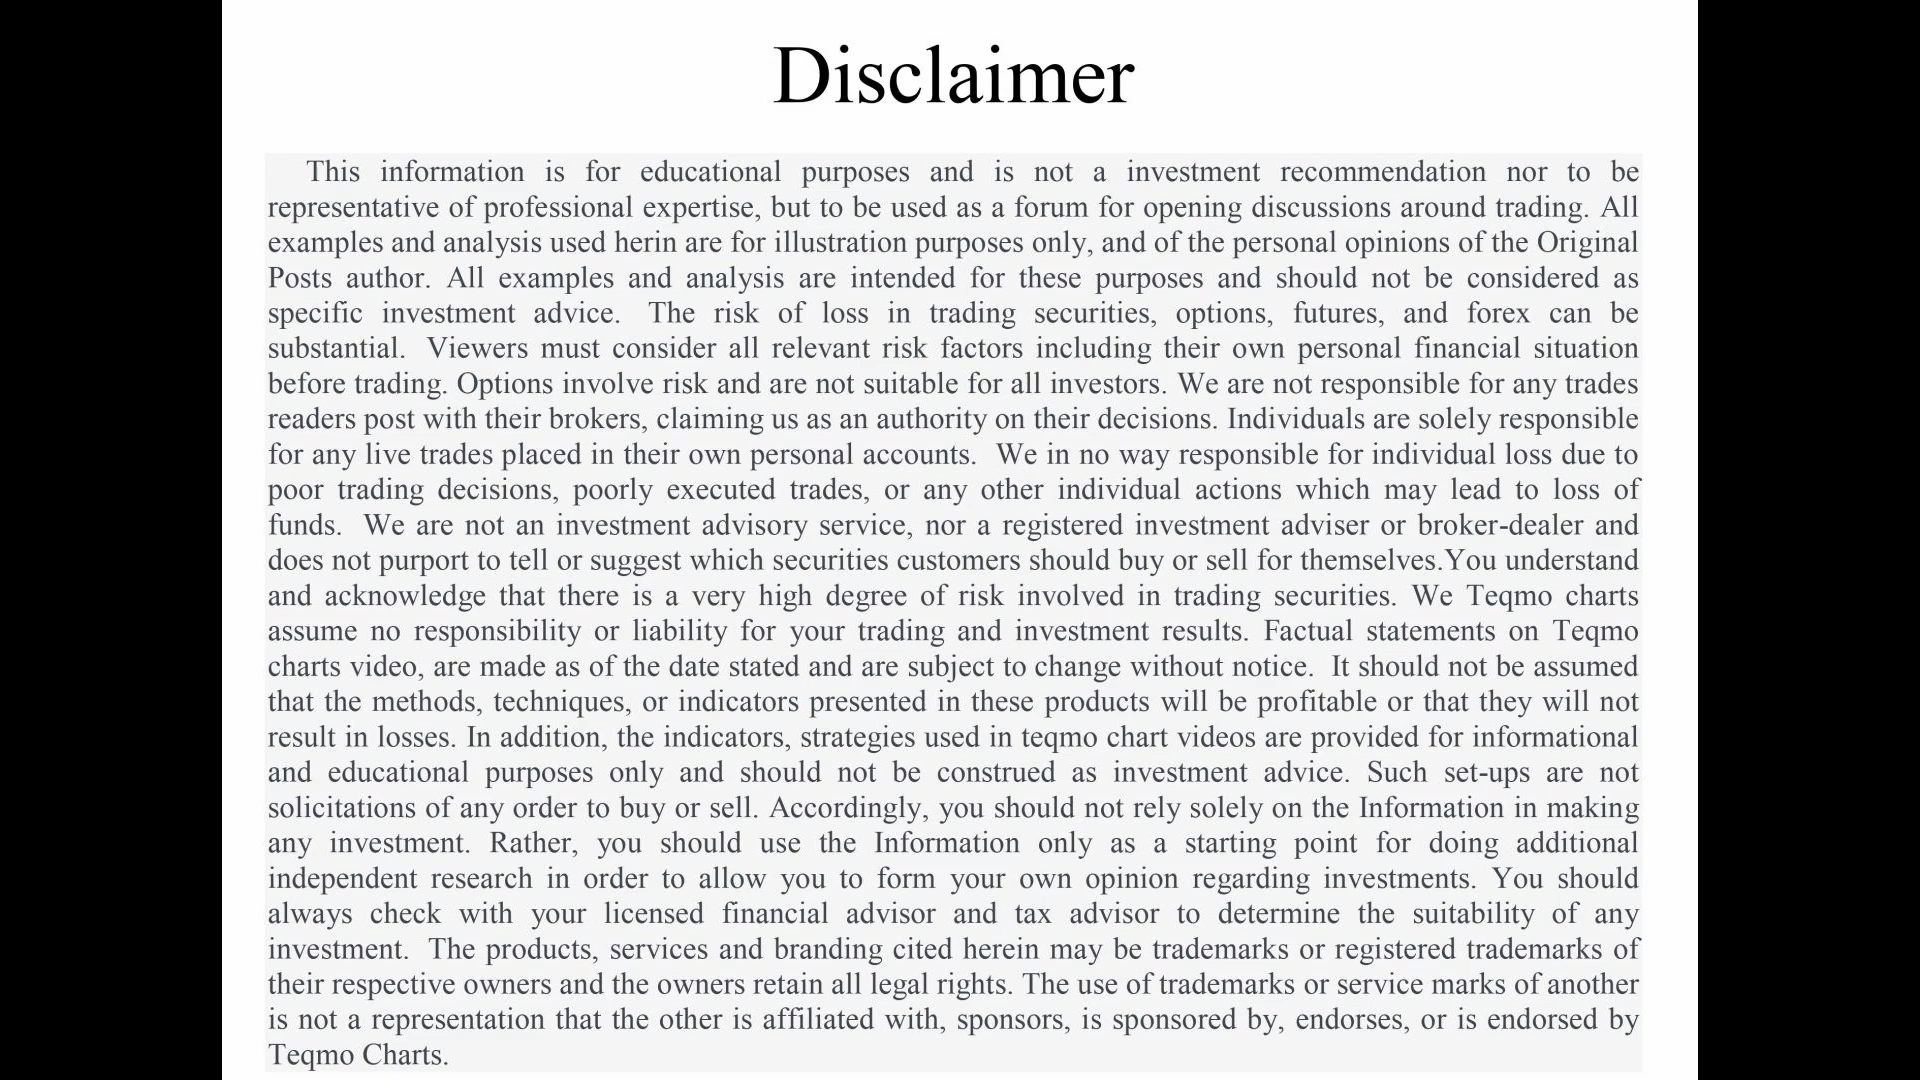 Disclaimer
This information is for educational purposes and is not a investment recommendation nor to be
representative of professional expertise, but to be used as a forum for opening discussions around trading. All
examples and analysis used herin are for illustration purposes only, and of the personal opinions of the Original
Posts author. All examples and analysis are intended for these purposes and should not be considered as
specific investment advice. The risk of loss in trading securities, options, futures, and forex can be
substantial. Viewers must consider all relevant risk factors including their own personal financial situation
before trading. Options involve risk and are not suitable for all investors. We are not responsible for any trades
readers post with their brokers, claiming us as an authority on their decisions. Individuals are solely responsible
for any live trades placed in their own personal accounts. We in no way responsible for individual loss due to
poor trading decisions, poorly executed trades, or any other individual actions which may lead to loss of
funds. We are not an investment advisory service, nor a registered investment adviser or broker-dealer and
does not purport to tell or suggest which securities customers should buy or sell for themselves.You understand
and acknowledge that there is a very high degree of risk involved in trading securities. We Teqmo charts
assume no responsibility or liability for your trading and investment results. Factual statements on Teqmo
charts video, are made as of the date stated and are subject to change without notice. It should not be assumed
that the methods, techniques, or indicators presented in these products will be profitable or that they will not
result in losses. In addition, the indicators, strategies used in teqmo chart videos are provided for informational
and educational purposes only and should not be construed as investment advice. Such set-ups are not
solicitations of any order to buy or sell. Accordingly, you should not rely solely on the Information in making
any investment. Rather, you should use the Information only as a starting point for doing additional
independent research in order to allow you to form your own opinion regarding investments. You should
always check with your licensed financial advisor and tax advisor to determine the suitability of any
investment. The products, services and branding cited herein may be trademarks or registered trademarks of
their respective owners and the owners retain all legal rights. The use of trademarks or service marks of another
is not a representation that the other is affiliated with, sponsors, is sponsored by, endorses, or is endorsed by
Teqmo Charts.